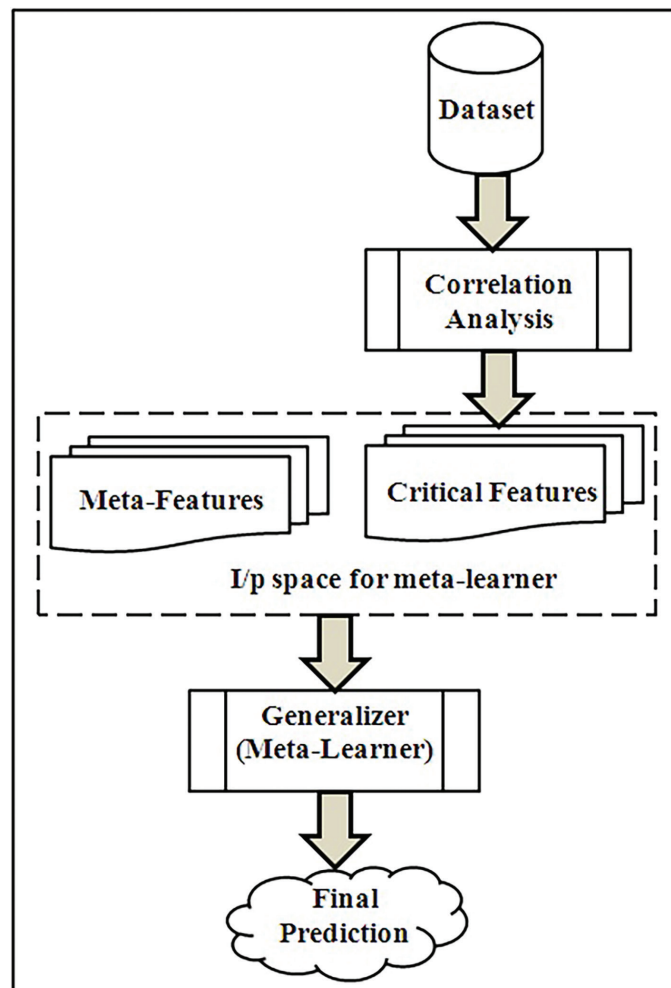 Dataset
Correlation
Analysis
Meta-Features
Critical Features
I/p space for meta-learner
Generalizer
(Meta-Learner)
Final
Prediction